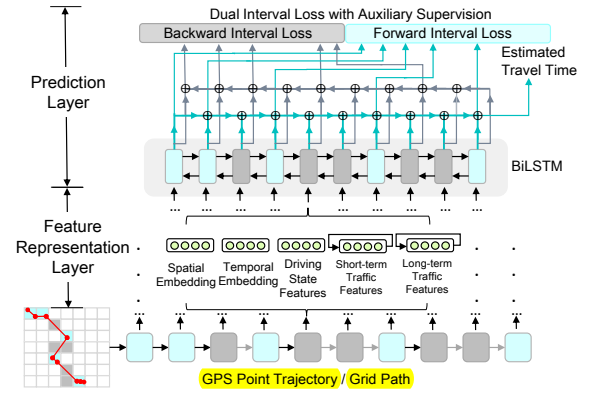 Dual Interval Loss with Auxiliary Supervision
Backward Interval Loss
Forward Interval Loss
Estimated
Travel Time
Prediction
Layer
BiLSTM
... ... ... ... ... ... ... ... ... ...
Feature
Representation
Layer
Spatial
Embedding
Temporal
Embedding
Driving
State
Features
Short-term
Traffic
Features
Long-term
Traffic
Features
... ... ... ... ... ... ... ... ... ...
GPS Point Trajectory / Grid Path